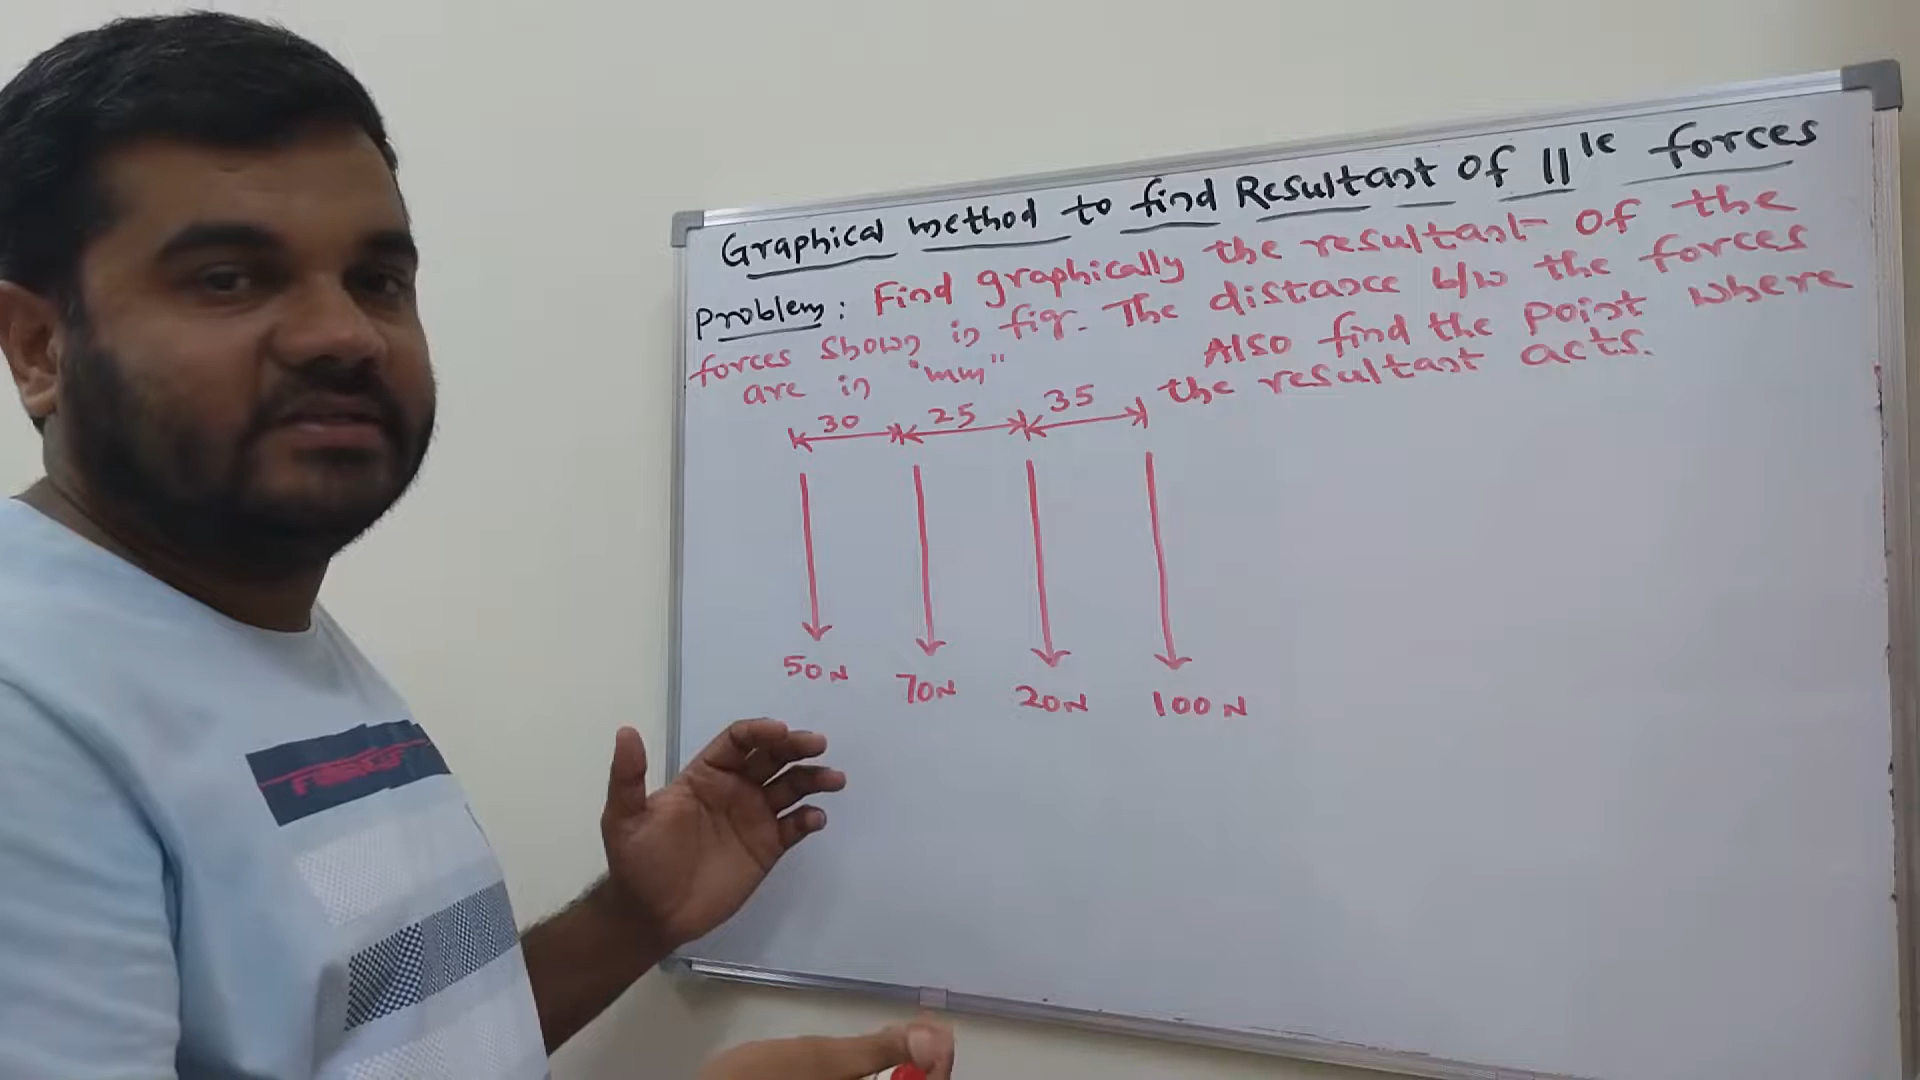 Graphical method to find Resultant of ||le forces
Problem: Find graphically the resultant of the
forces shown in fig. The distance b/w the forces
are in "mm" Also find the point where
the resultant acts.
30 25 35
50N 70N 20N 100N